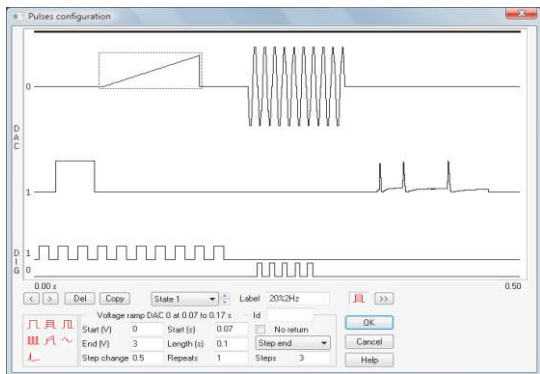 Pulses configuration
0
D
A
C
1
D 1
I
G 0
0.00 s 0.50
< > Del Copy State 1 Label 20%2Hz >>
Voltage ramp DAC 0 at 0.07 to 0.17 s Id
Start (V) 0 Start (s) 0.07 No return OK
End (V) 3 Length (s) 0.1 Step end Cancel
Step change 0.5 Repeats 1 Steps 3 Help